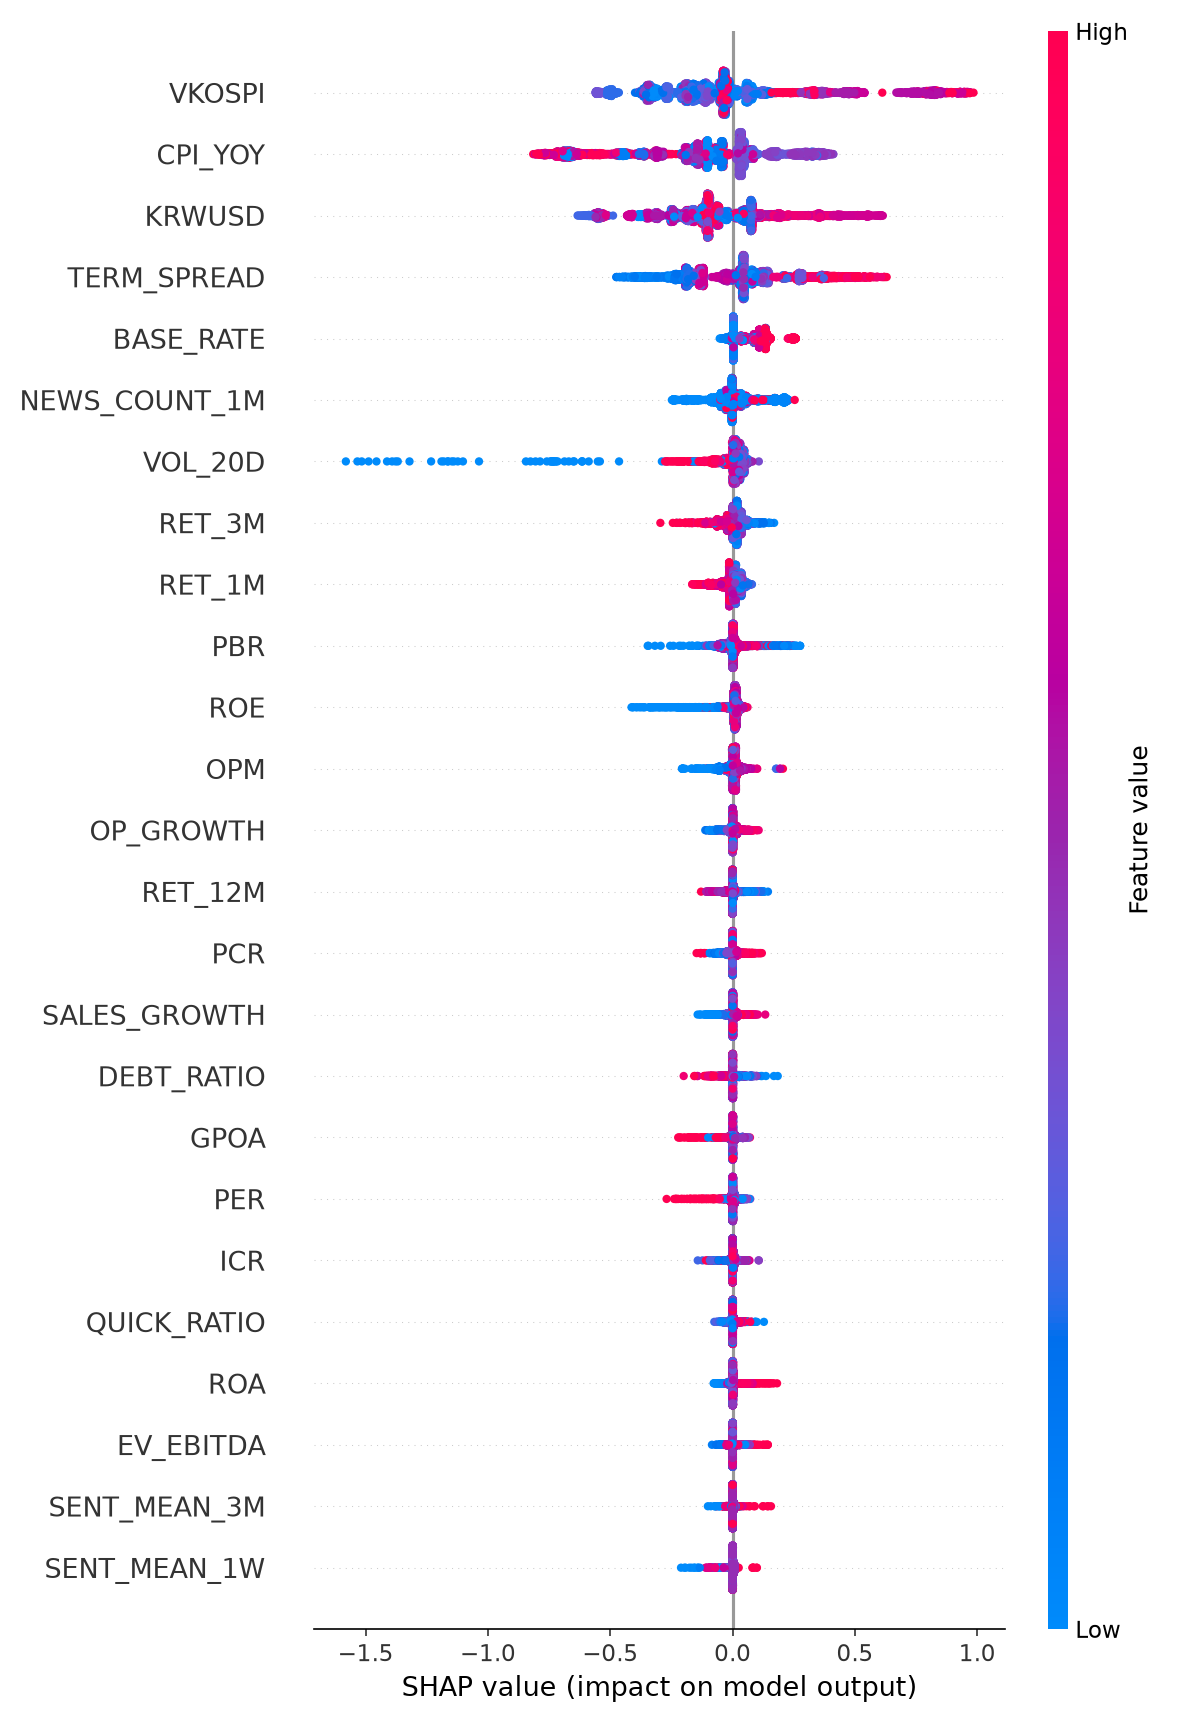 High
VKOSPI
CPI_YOY
KRWUSD
TERM_SPREAD
BASE_RATE
NEWS_COUNT_1M
VOL_20D
RET_3M
RET_1M
PBR
ROE
OPM
OP_GROWTH
RET_12M
PCR
SALES_GROWTH
DEBT_RATIO
GPOA
PER
ICR
QUICK_RATIO
ROA
EV_EBITDA
SENT_MEAN_3M
SENT_MEAN_1W
Feature value
Low
−1.5 −1.0 −0.5 0.0 0.5 1.0
SHAP value (impact on model output)